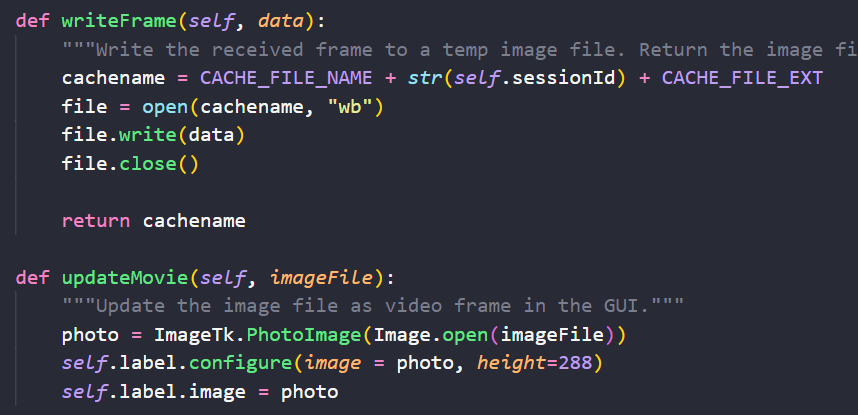 def writeFrame(self, data):
"""Write the received frame to a temp image file. Return the image fi
cachename = CACHE_FILE_NAME + str(self.sessionId) + CACHE_FILE_EXT
file = open(cachename, "wb")
file.write(data)
file.close()
return cachename
def updateMovie(self, imageFile):
"""Update the image file as video frame in the GUI."""
photo = ImageTk.PhotoImage(Image.open(imageFile))
self.label.configure(image = photo, height=288)
self.label.image = photo